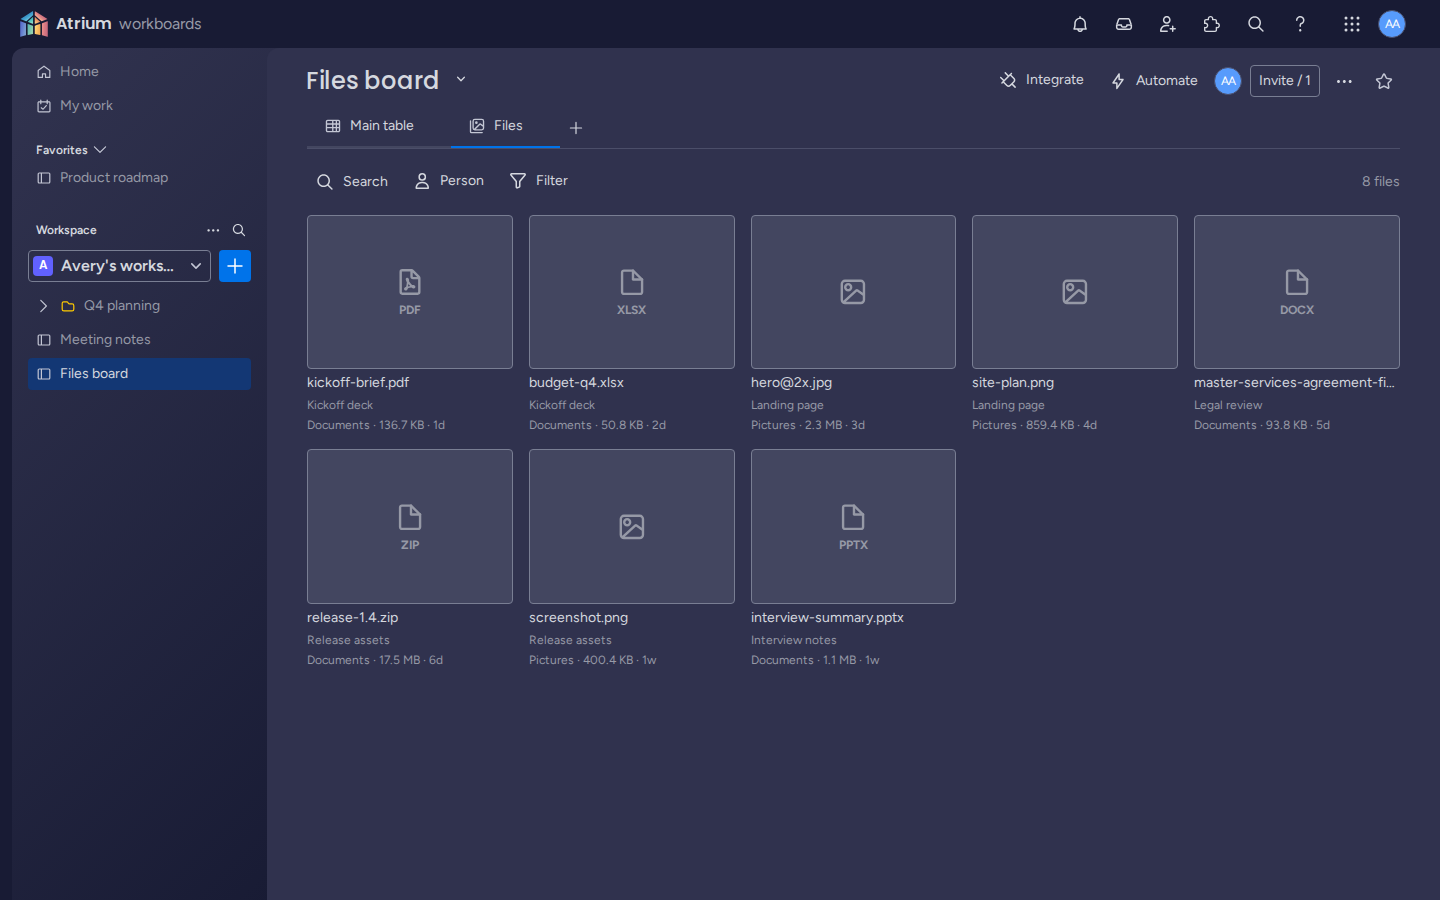 Atrium workboards
AA
Home
My work
Favorites
Product roadmap
Workspace
A Avery's works...
Q4 planning
Meeting notes
Files board
Files board
Integrate
Automate
AA
Invite / 1
Main table
Files
Search
Person
Filter
8 files
PDF
kickoff-brief.pdf
Kickoff deck
Documents · 136.7 KB · 1d
XLSX
budget-q4.xlsx
Kickoff deck
Documents · 50.8 KB · 2d
hero@2x.jpg
Landing page
Pictures · 2.3 MB · 3d
site-plan.png
Landing page
Pictures · 859.4 KB · 4d
DOCX
master-services-agreement-fi...
Legal review
Documents · 93.8 KB · 5d
ZIP
release-1.4.zip
Release assets
Documents · 17.5 MB · 6d
screenshot.png
Release assets
Pictures · 400.4 KB · 1w
PPTX
interview-summary.pptx
Interview notes
Documents · 1.1 MB · 1w